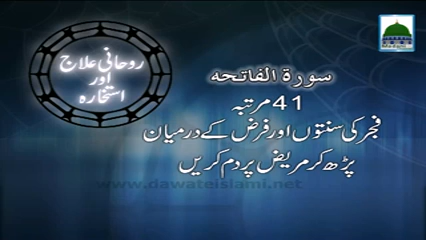 روحانی علاج
اور
استخارہ
سورۃ الفاتحہ
41 مرتبہ
فجر کی سنتوں اور فرض کے درمیان
پڑھ کر مریض پر دم کریں
www.dawateislami.net